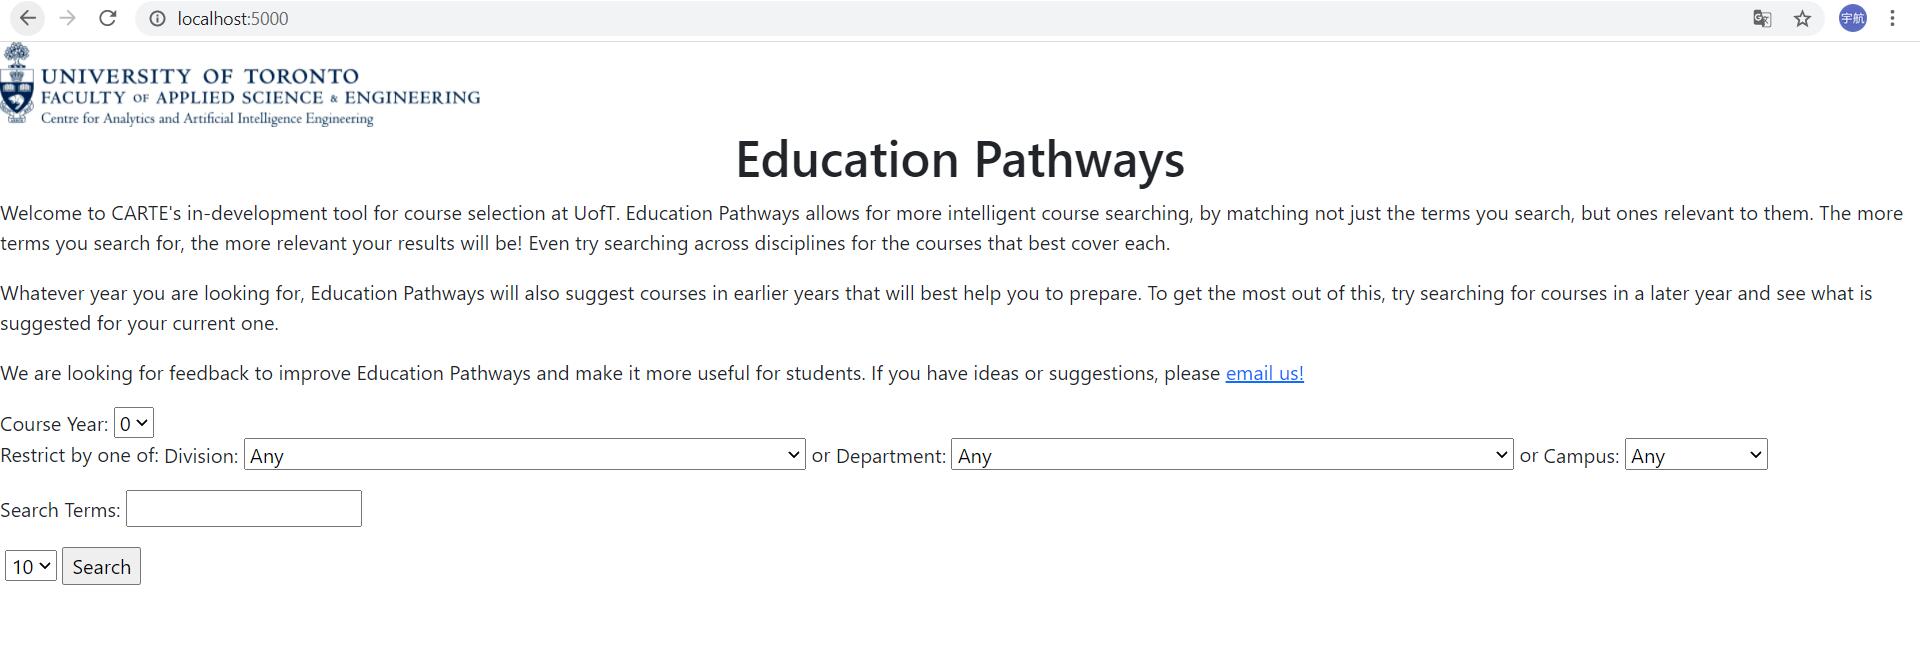 localhost:5000
宇航
UNIVERSITY OF TORONTO
FACULTY OF APPLIED SCIENCE & ENGINEERING
Centre for Analytics and Artificial Intelligence Engineering
Education Pathways
Welcome to CARTE's in-development tool for course selection at UofT. Education Pathways allows for more intelligent course searching, by matching not just the terms you search, but ones relevant to them. The more
terms you search for, the more relevant your results will be! Even try searching across disciplines for the courses that best cover each.
Whatever year you are looking for, Education Pathways will also suggest courses in earlier years that will best help you to prepare. To get the most out of this, try searching for courses in a later year and see what is
suggested for your current one.
We are looking for feedback to improve Education Pathways and make it more useful for students. If you have ideas or suggestions, please email us!
Course Year: 0
Restrict by one of: Division: Any or Department: Any or Campus: Any
Search Terms:
10 Search